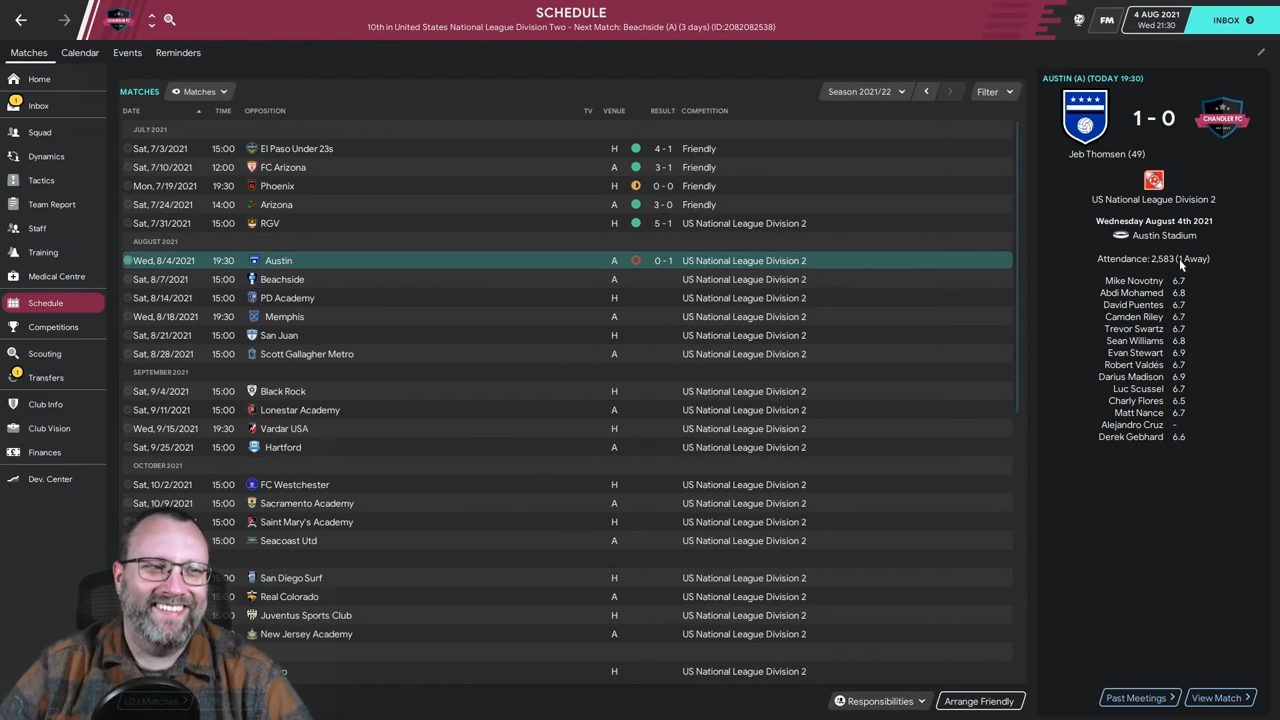 SCHEDULE
10th in United States National League Division Two - Next Match: Beachside (A) (3 days) (ID:2082082538)
CHANDLER FC
FM
4 AUG 2021
Wed 21:30
INBOX
Matches Calendar Events Reminders
Home
1
Inbox
Squad
Dynamics
Tactics
Team Report
Staff
Training
Medical Centre
Schedule
Competitions
Scouting
1
Transfers
Club Info
Club Vision
Finances
Dev. Center
MATCHES Matches Season 2021/22 Filter
DATE TIME OPPOSITION TV VENUE RESULT COMPETITION
JULY 2021
Sat, 7/3/2021 15:00 El Paso Under 23s H 4 - 1 Friendly
Sat, 7/10/2021 12:00 FC Arizona A 3 - 1 Friendly
Mon, 7/19/2021 19:30 Phoenix H 0 - 0 Friendly
Sat, 7/24/2021 14:00 Arizona A 3 - 0 Friendly
Sat, 7/31/2021 15:00 RGV H 5 - 1 US National League Division 2
AUGUST 2021
Wed, 8/4/2021 19:30 Austin A 0 - 1 US National League Division 2
Sat, 8/7/2021 15:00 Beachside A US National League Division 2
Sat, 8/14/2021 15:00 PD Academy H US National League Division 2
Wed, 8/18/2021 19:30 Memphis A US National League Division 2
Sat, 8/21/2021 15:00 San Juan H US National League Division 2
Sat, 8/28/2021 15:00 Scott Gallagher Metro A US National League Division 2
SEPTEMBER 2021
Sat, 9/4/2021 15:00 Black Rock H US National League Division 2
Sat, 9/11/2021 15:00 Lonestar Academy A US National League Division 2
Wed, 9/15/2021 19:30 Vardar USA H US National League Division 2
Sat, 9/25/2021 15:00 Hartford A US National League Division 2
OCTOBER 2021
Sat, 10/2/2021 15:00 FC Westchester H US National League Division 2
Sat, 10/9/2021 15:00 Sacramento Academy A US National League Division 2
15:00 Saint Mary's Academy H US National League Division 2
15:00 Seacoast Utd A US National League Division 2
15:00 San Diego Surf H US National League Division 2
15:00 Real Colorado A US National League Division 2
15:00 Juventus Sports Club H US National League Division 2
15:00 New Jersey Academy A US National League Division 2
H US National League Division 2
U23 Matches Responsibilities Arrange Friendly
AUSTIN (A) (TODAY 19:30)
1 - 0
CHANDLER FC
Jeb Thomsen (49)
US National League Division 2
Wednesday August 4th 2021
Austin Stadium
Attendance: 2,583 (1 Away)
Mike Novotny 6.7
Abdi Mohamed 6.8
David Puentes 6.7
Camden Riley 6.7
Trevor Swartz 6.7
Sean Williams 6.8
Evan Stewart 6.9
Robert Valdés 6.7
Darius Madison 6.9
Luc Scussel 6.7
Charly Flores 6.5
Matt Nance 6.7
Alejandro Cruz -
Derek Gebhard 6.6
Past Meetings View Match